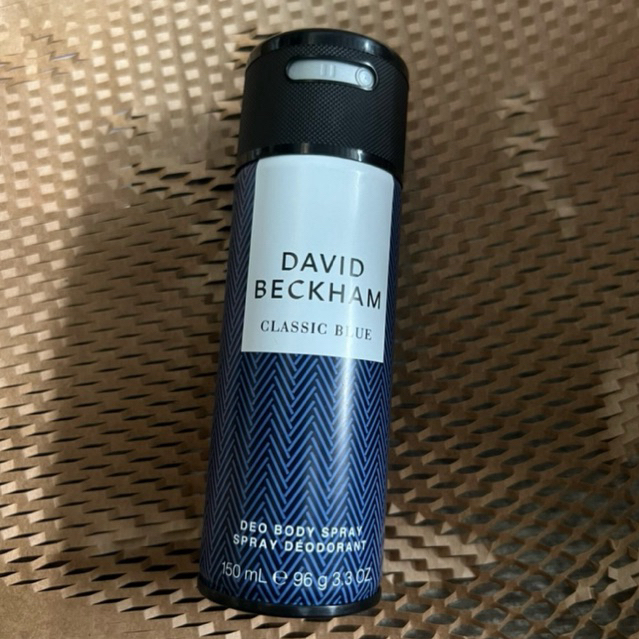 DAVID
BECKHAM
CLASSIC BLUE
DEO BODY SPRAY
SPRAY DÉODORANT
150 mL ℮ 96 g 3.3 OZ